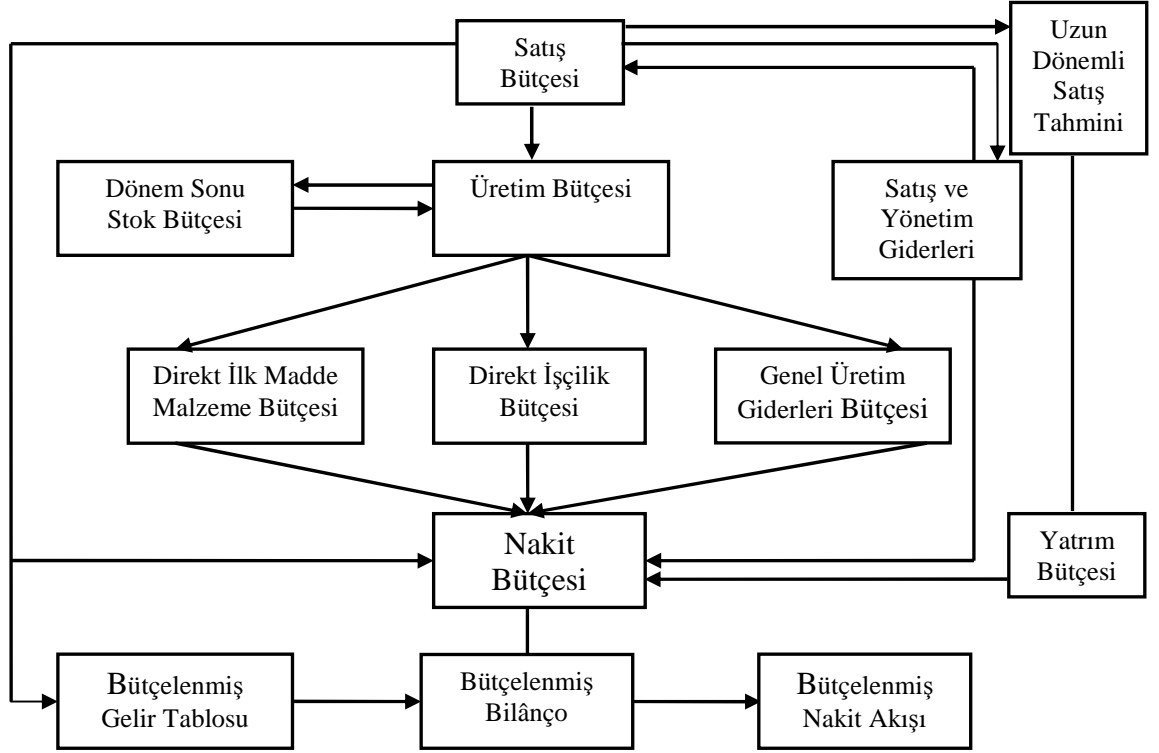 Satış
Bütçesi
Uzun
Dönemli
Satış
Tahmini
Dönem Sonu
Stok Bütçesi
Üretim Bütçesi
Satış ve
Yönetim
Giderleri
Direkt İlk Madde
Malzeme Bütçesi
Direkt İşçilik
Bütçesi
Genel Üretim
Giderleri Bütçesi
Nakit
Bütçesi
Yatrım
Bütçesi
Bütçelenmiş
Gelir Tablosu
Bütçelenmiş
Bilânço
Bütçelenmiş
Nakit Akışı